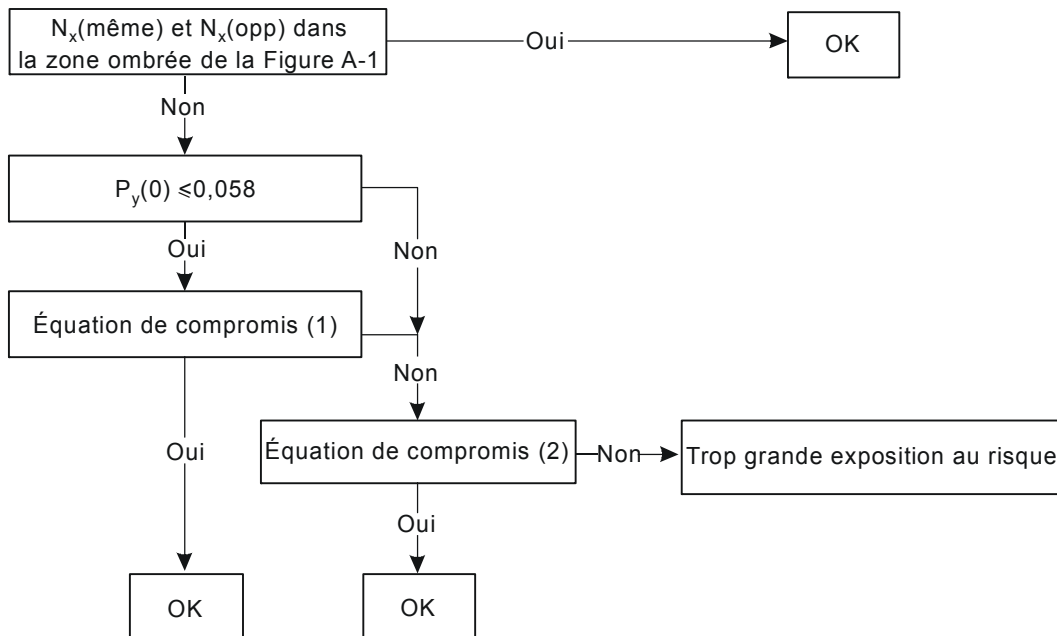 Nx(même) et Nx(opp) dans
la zone ombrée de la Figure A-1
Oui
OK
Non
Py(0) ⩽0,058
Oui
Non
Équation de compromis (1)
Non
Oui
Équation de compromis (2)
Non
Trop grande exposition au risque
Oui
OK
OK